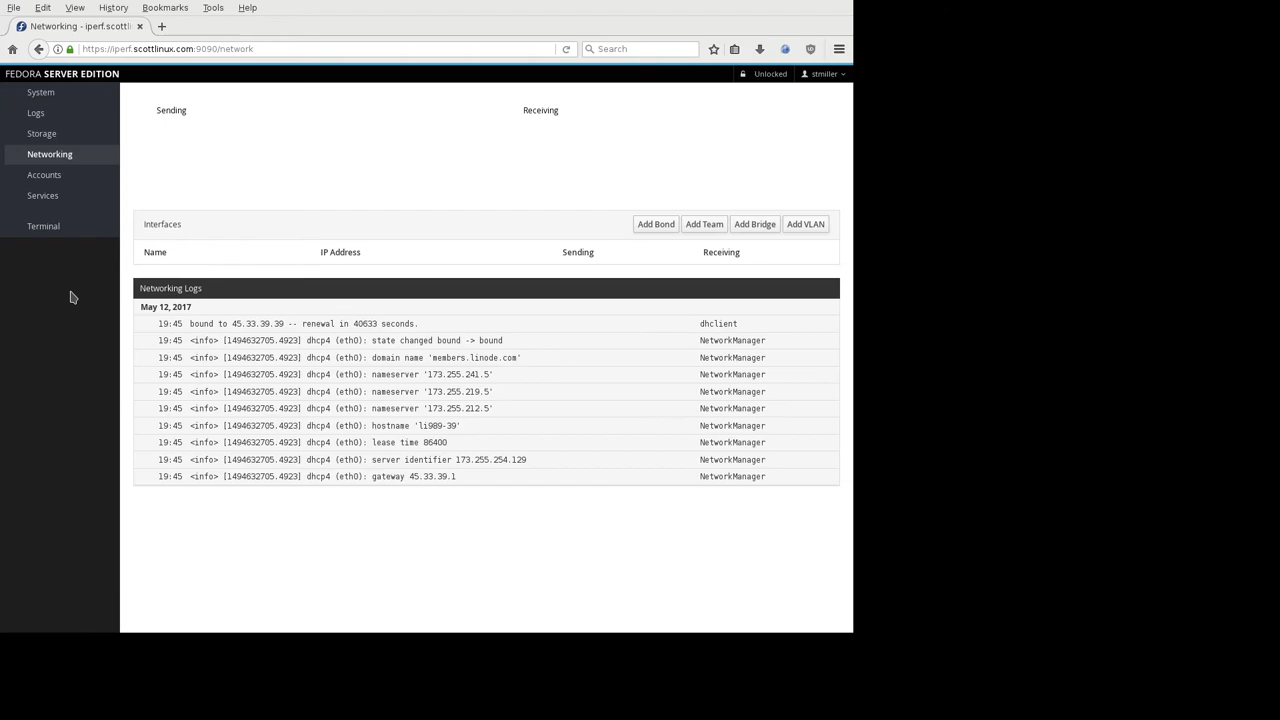 File Edit View History Bookmarks Tools Help
Networking - iperf.scottli
https://iperf.scottlinux.com:9090/network
Search
FEDORA SERVER EDITION
Unlocked stmiller
System
Logs
Storage
Networking
Accounts
Services
Terminal
Sending Receiving
Interfaces Add Bond Add Team Add Bridge Add VLAN
Name IP Address Sending Receiving
Networking Logs
May 12, 2017
19:45 bound to 45.33.39.39 -- renewal in 40633 seconds. dhclient
19:45 <info> [1494632705.4923] dhcp4 (eth0): state changed bound -> bound NetworkManager
19:45 <info> [1494632705.4923] dhcp4 (eth0): domain name 'members.linode.com' NetworkManager
19:45 <info> [1494632705.4923] dhcp4 (eth0): nameserver '173.255.241.5' NetworkManager
19:45 <info> [1494632705.4923] dhcp4 (eth0): nameserver '173.255.219.5' NetworkManager
19:45 <info> [1494632705.4923] dhcp4 (eth0): nameserver '173.255.212.5' NetworkManager
19:45 <info> [1494632705.4923] dhcp4 (eth0): hostname 'li989-39' NetworkManager
19:45 <info> [1494632705.4923] dhcp4 (eth0): lease time 86400 NetworkManager
19:45 <info> [1494632705.4923] dhcp4 (eth0): server identifier 173.255.254.129 NetworkManager
19:45 <info> [1494632705.4923] dhcp4 (eth0): gateway 45.33.39.1 NetworkManager